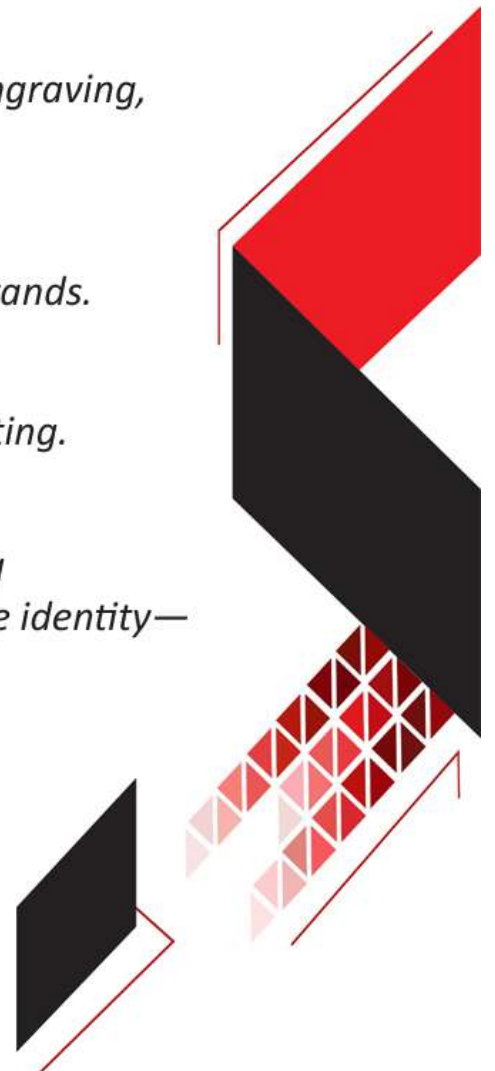 ngraving,
ands.
ting.
e identity—